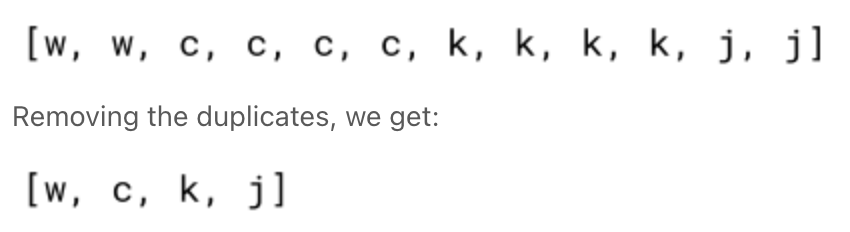 [w, w, c, c, c, c, k, k, k, k, j, j]
Removing the duplicates, we get:
[w, c, k, j]